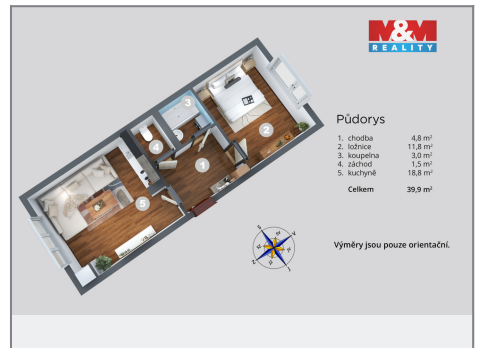 M&M
REALITY
Půdorys
1. chodba 4,8 m²
2. ložnice 11,8 m²
3. koupelna 3,0 m²
4. záchod 1,5 m²
5. kuchyně 18,8 m²
Celkem 39,9 m²
Výměry jsou pouze orientační.
3
4
2
1
5
S
V
Z
J